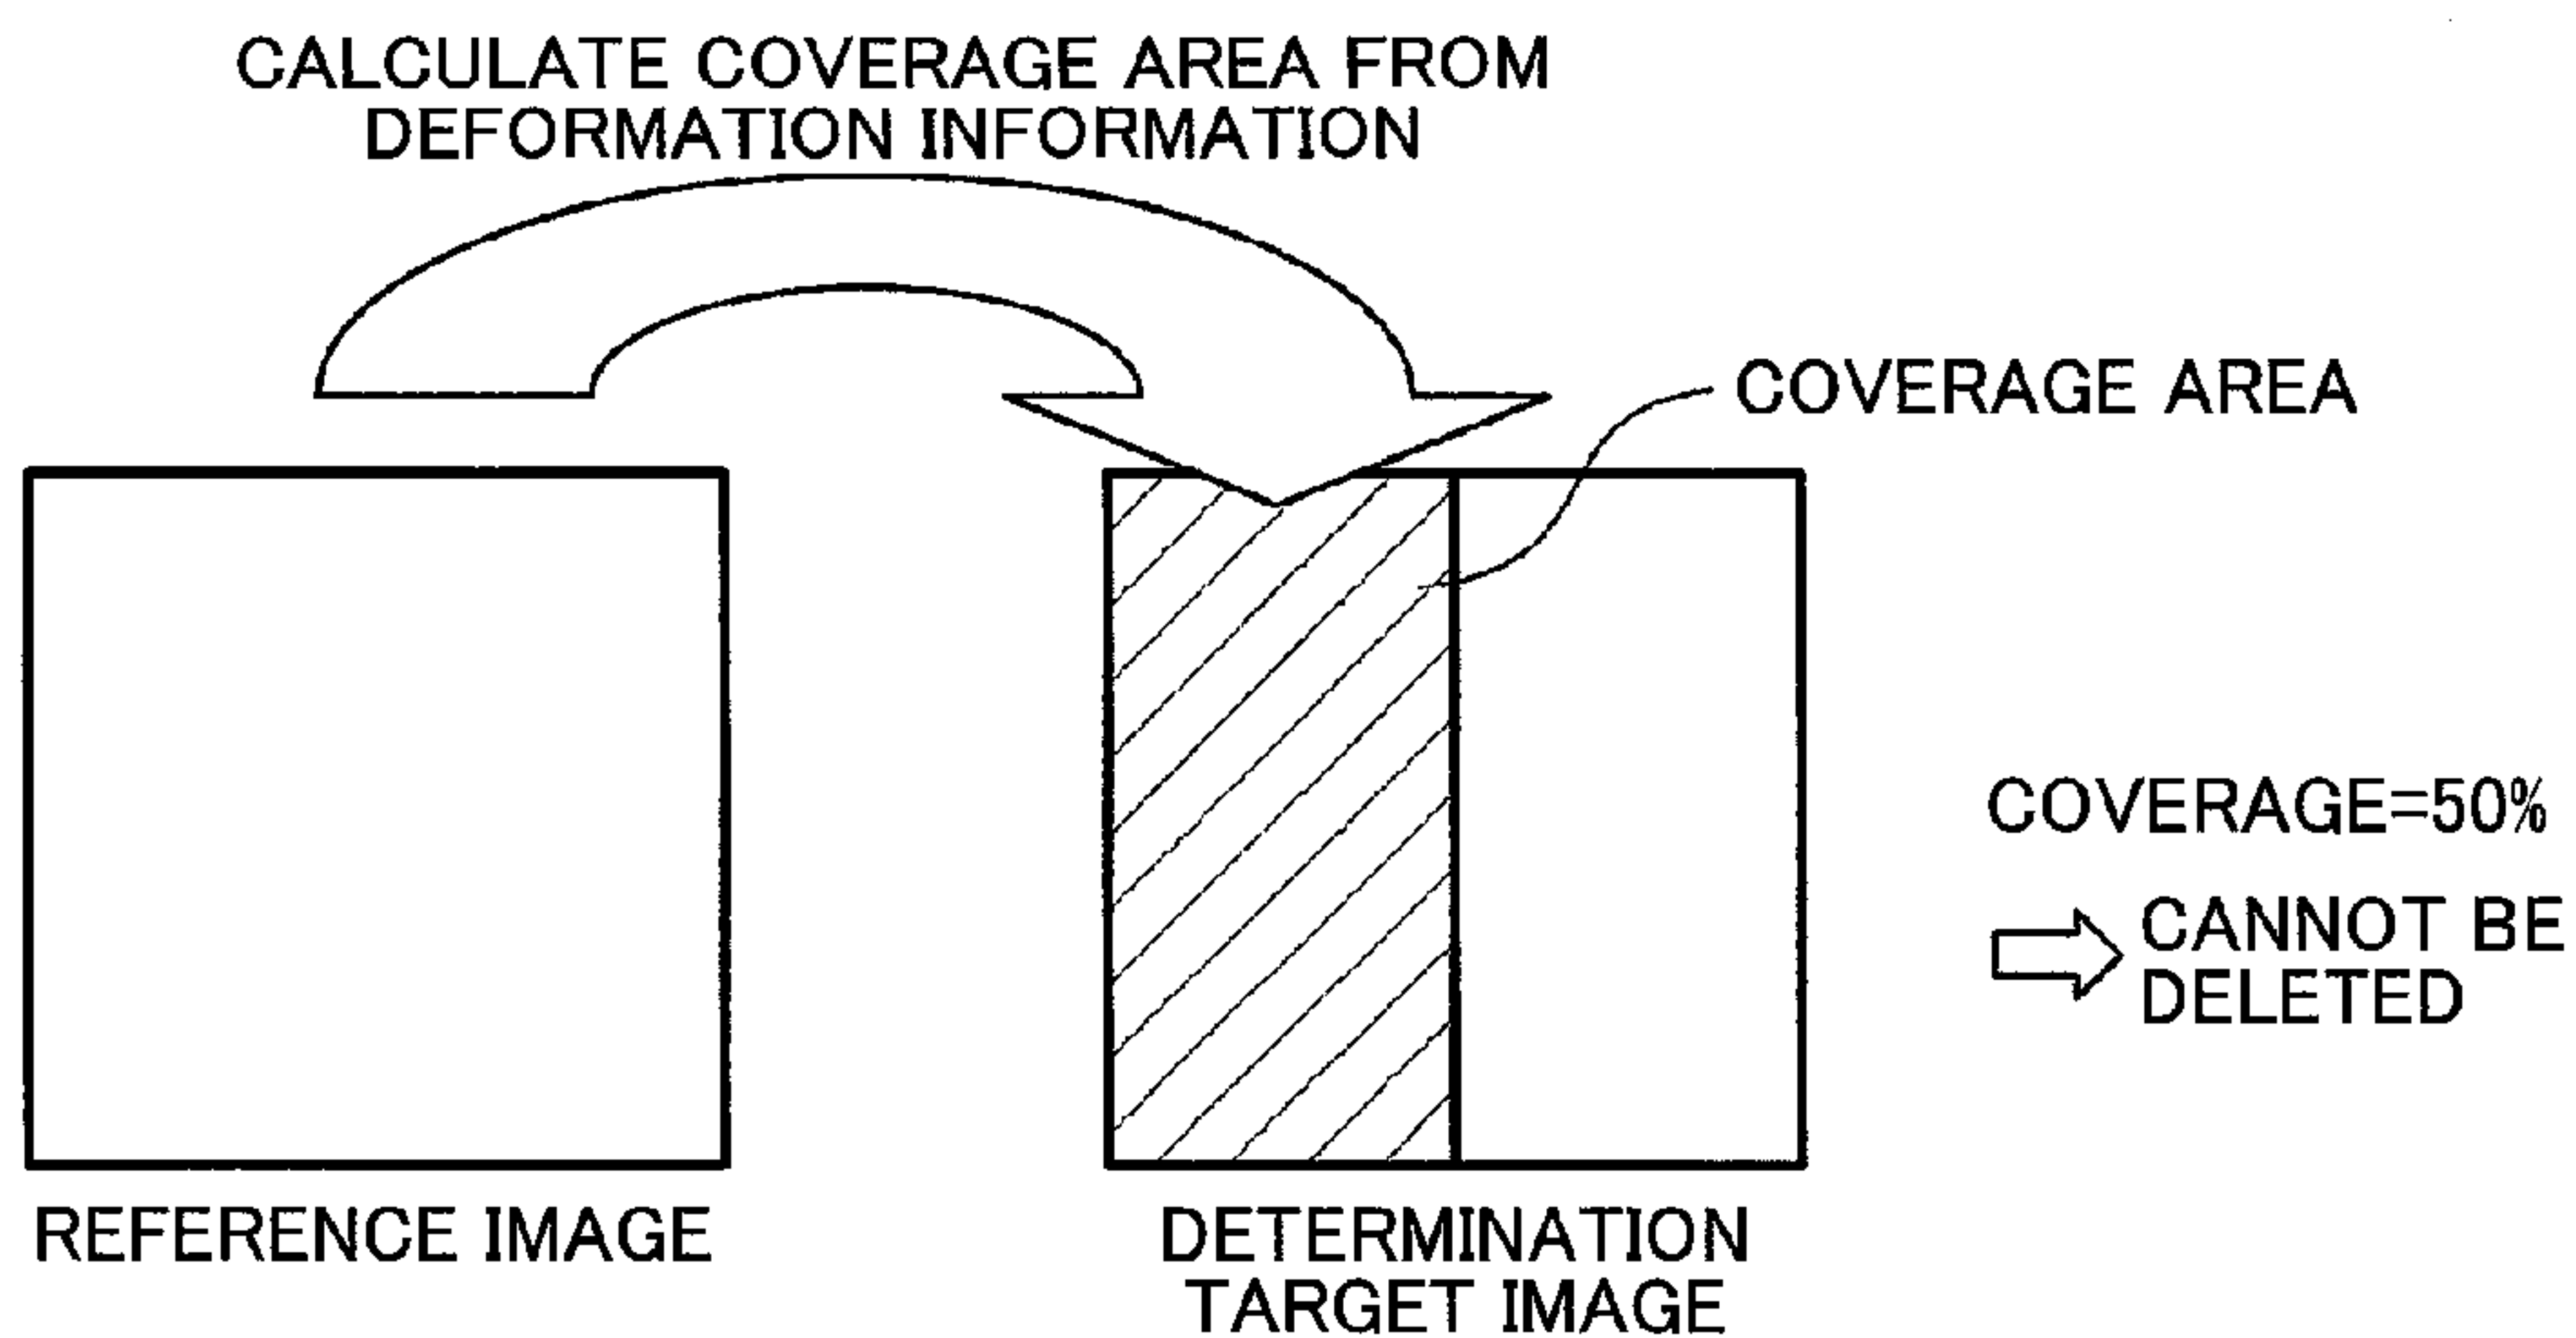 CALCULATE COVERAGE AREA FROM
DEFORMATION INFORMATION
COVERAGE AREA
COVERAGE=50%
CANNOT BE
DELETED
REFERENCE IMAGE
DETERMINATION
TARGET IMAGE